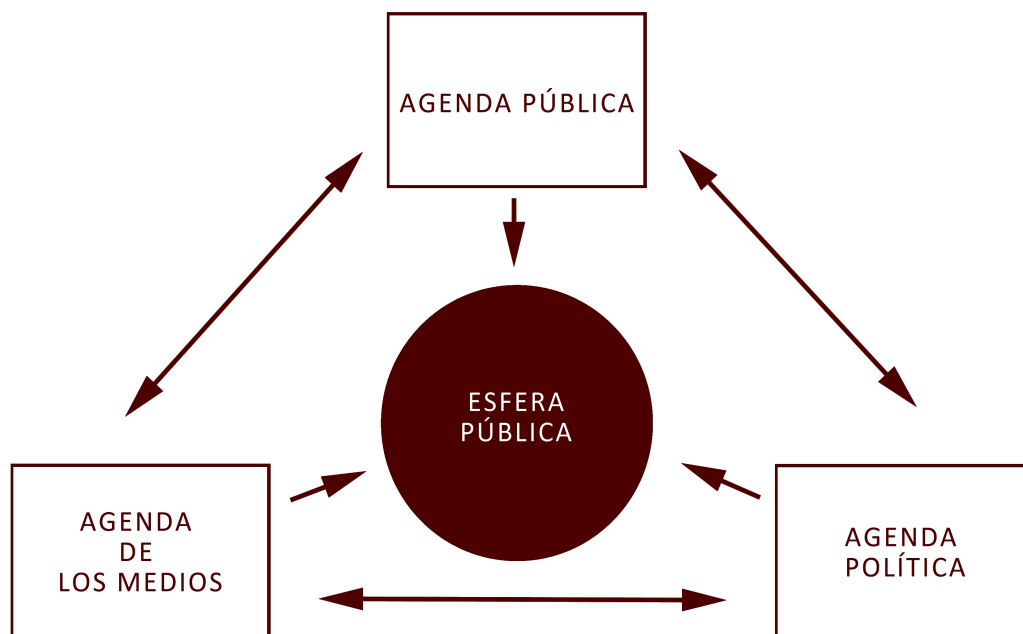 AGENDA PÚBLICA
ESFERA
PÚBLICA
AGENDA
DE
LOS MEDIOS
AGENDA
POLÍTICA